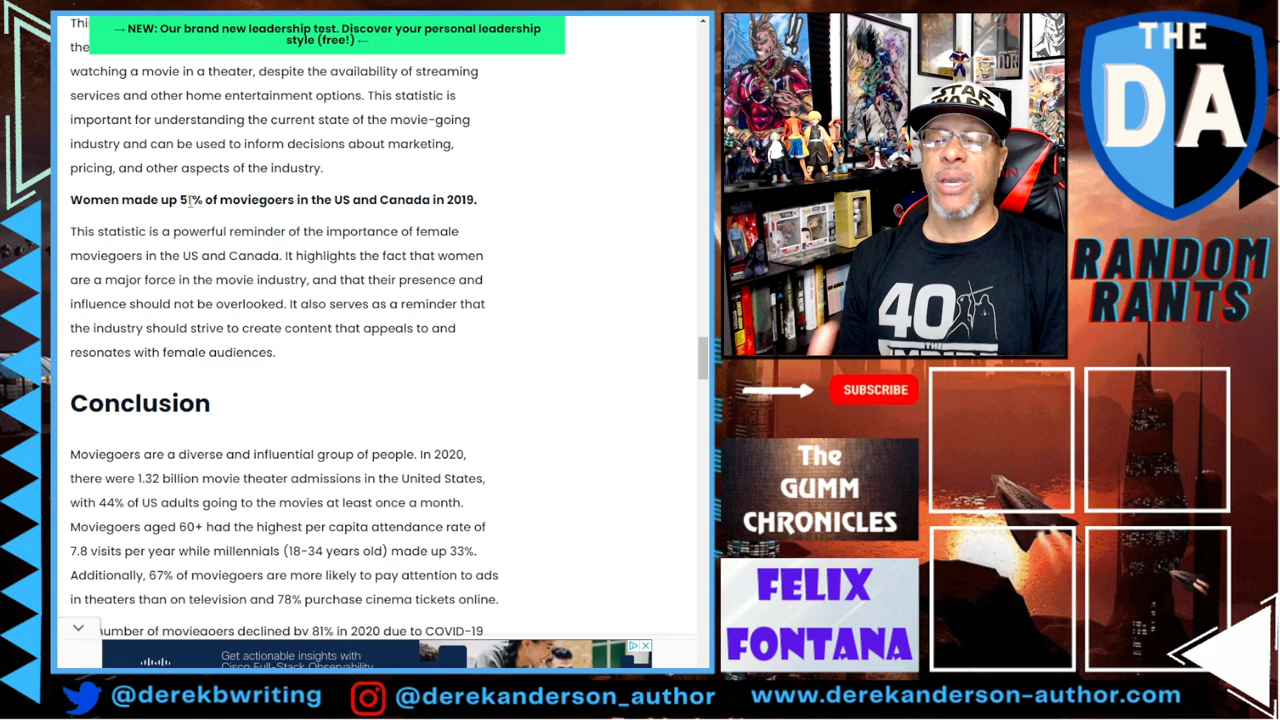 → NEW: Our brand new leadership test. Discover your personal leadership
style (free!) ←
watching a movie in a theater, despite the availability of streaming
services and other home entertainment options. This statistic is
important for understanding the current state of the movie-going
industry and can be used to inform decisions about marketing,
pricing, and other aspects of the industry.
Women made up of moviegoers in the US and Canada in 2019.
This statistic is a powerful reminder of the importance of female
moviegoers in the US and Canada. It highlights the fact that women
are a major force in the movie industry, and that their presence and
influence should not be overlooked. It also serves as a reminder that
the industry should strive to create content that appeals to and
resonates with female audiences.
Conclusion
Moviegoers are a diverse and influential group of people. In 2020,
there were 1.32 billion movie theater admissions in the United States,
with 44% of US adults going to the movies at least once a month.
Moviegoers aged 60+ had the highest per capita attendance rate of
7.8 visits per year while millennials (18-34 years old) made up 33%.
Additionally, 67% of moviegoers are more likely to pay attention to ads
in theaters than on television and 78% purchase cinema tickets online.
number of moviegoers declined by 81% in 2020 due to COVID-19
Get actionable insights with
Cisco Full-Stack Observability
STAR
WARS
40
THE
EMPIRE
THE
DA
RANDOM
RANTS
SUBSCRIBE
The
GUMM
CHRONICLES
FELIX
FONTANA
@derekbwriting
@derekanderson_author
www.derekanderson-author.com